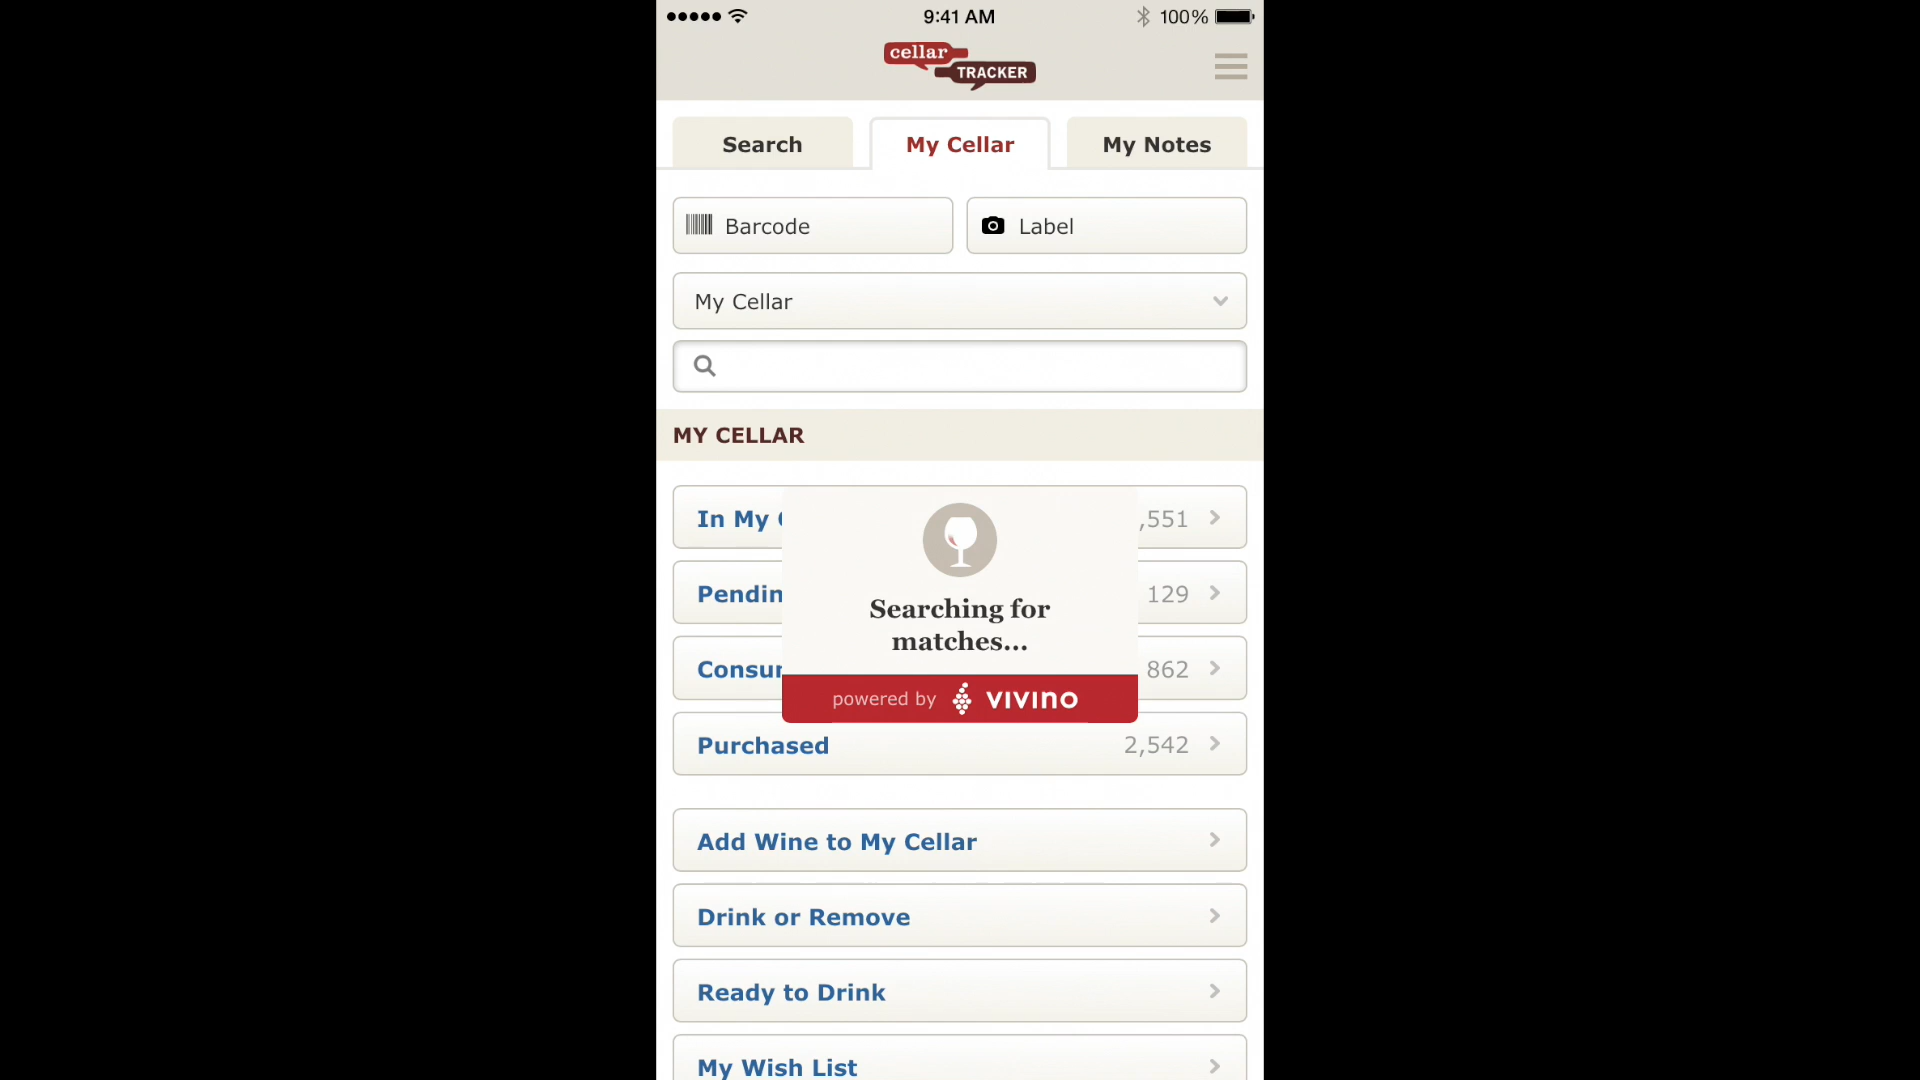 9:41 AM 100%
cellar
TRACKER
Search My Cellar My Notes
Barcode Label
My Cellar
MY CELLAR
In My ,551
129
862
Searching for
matches...
powered by VIVINO
Purchased 2,542
Add Wine to My Cellar
Drink or Remove
Ready to Drink
My Wish List